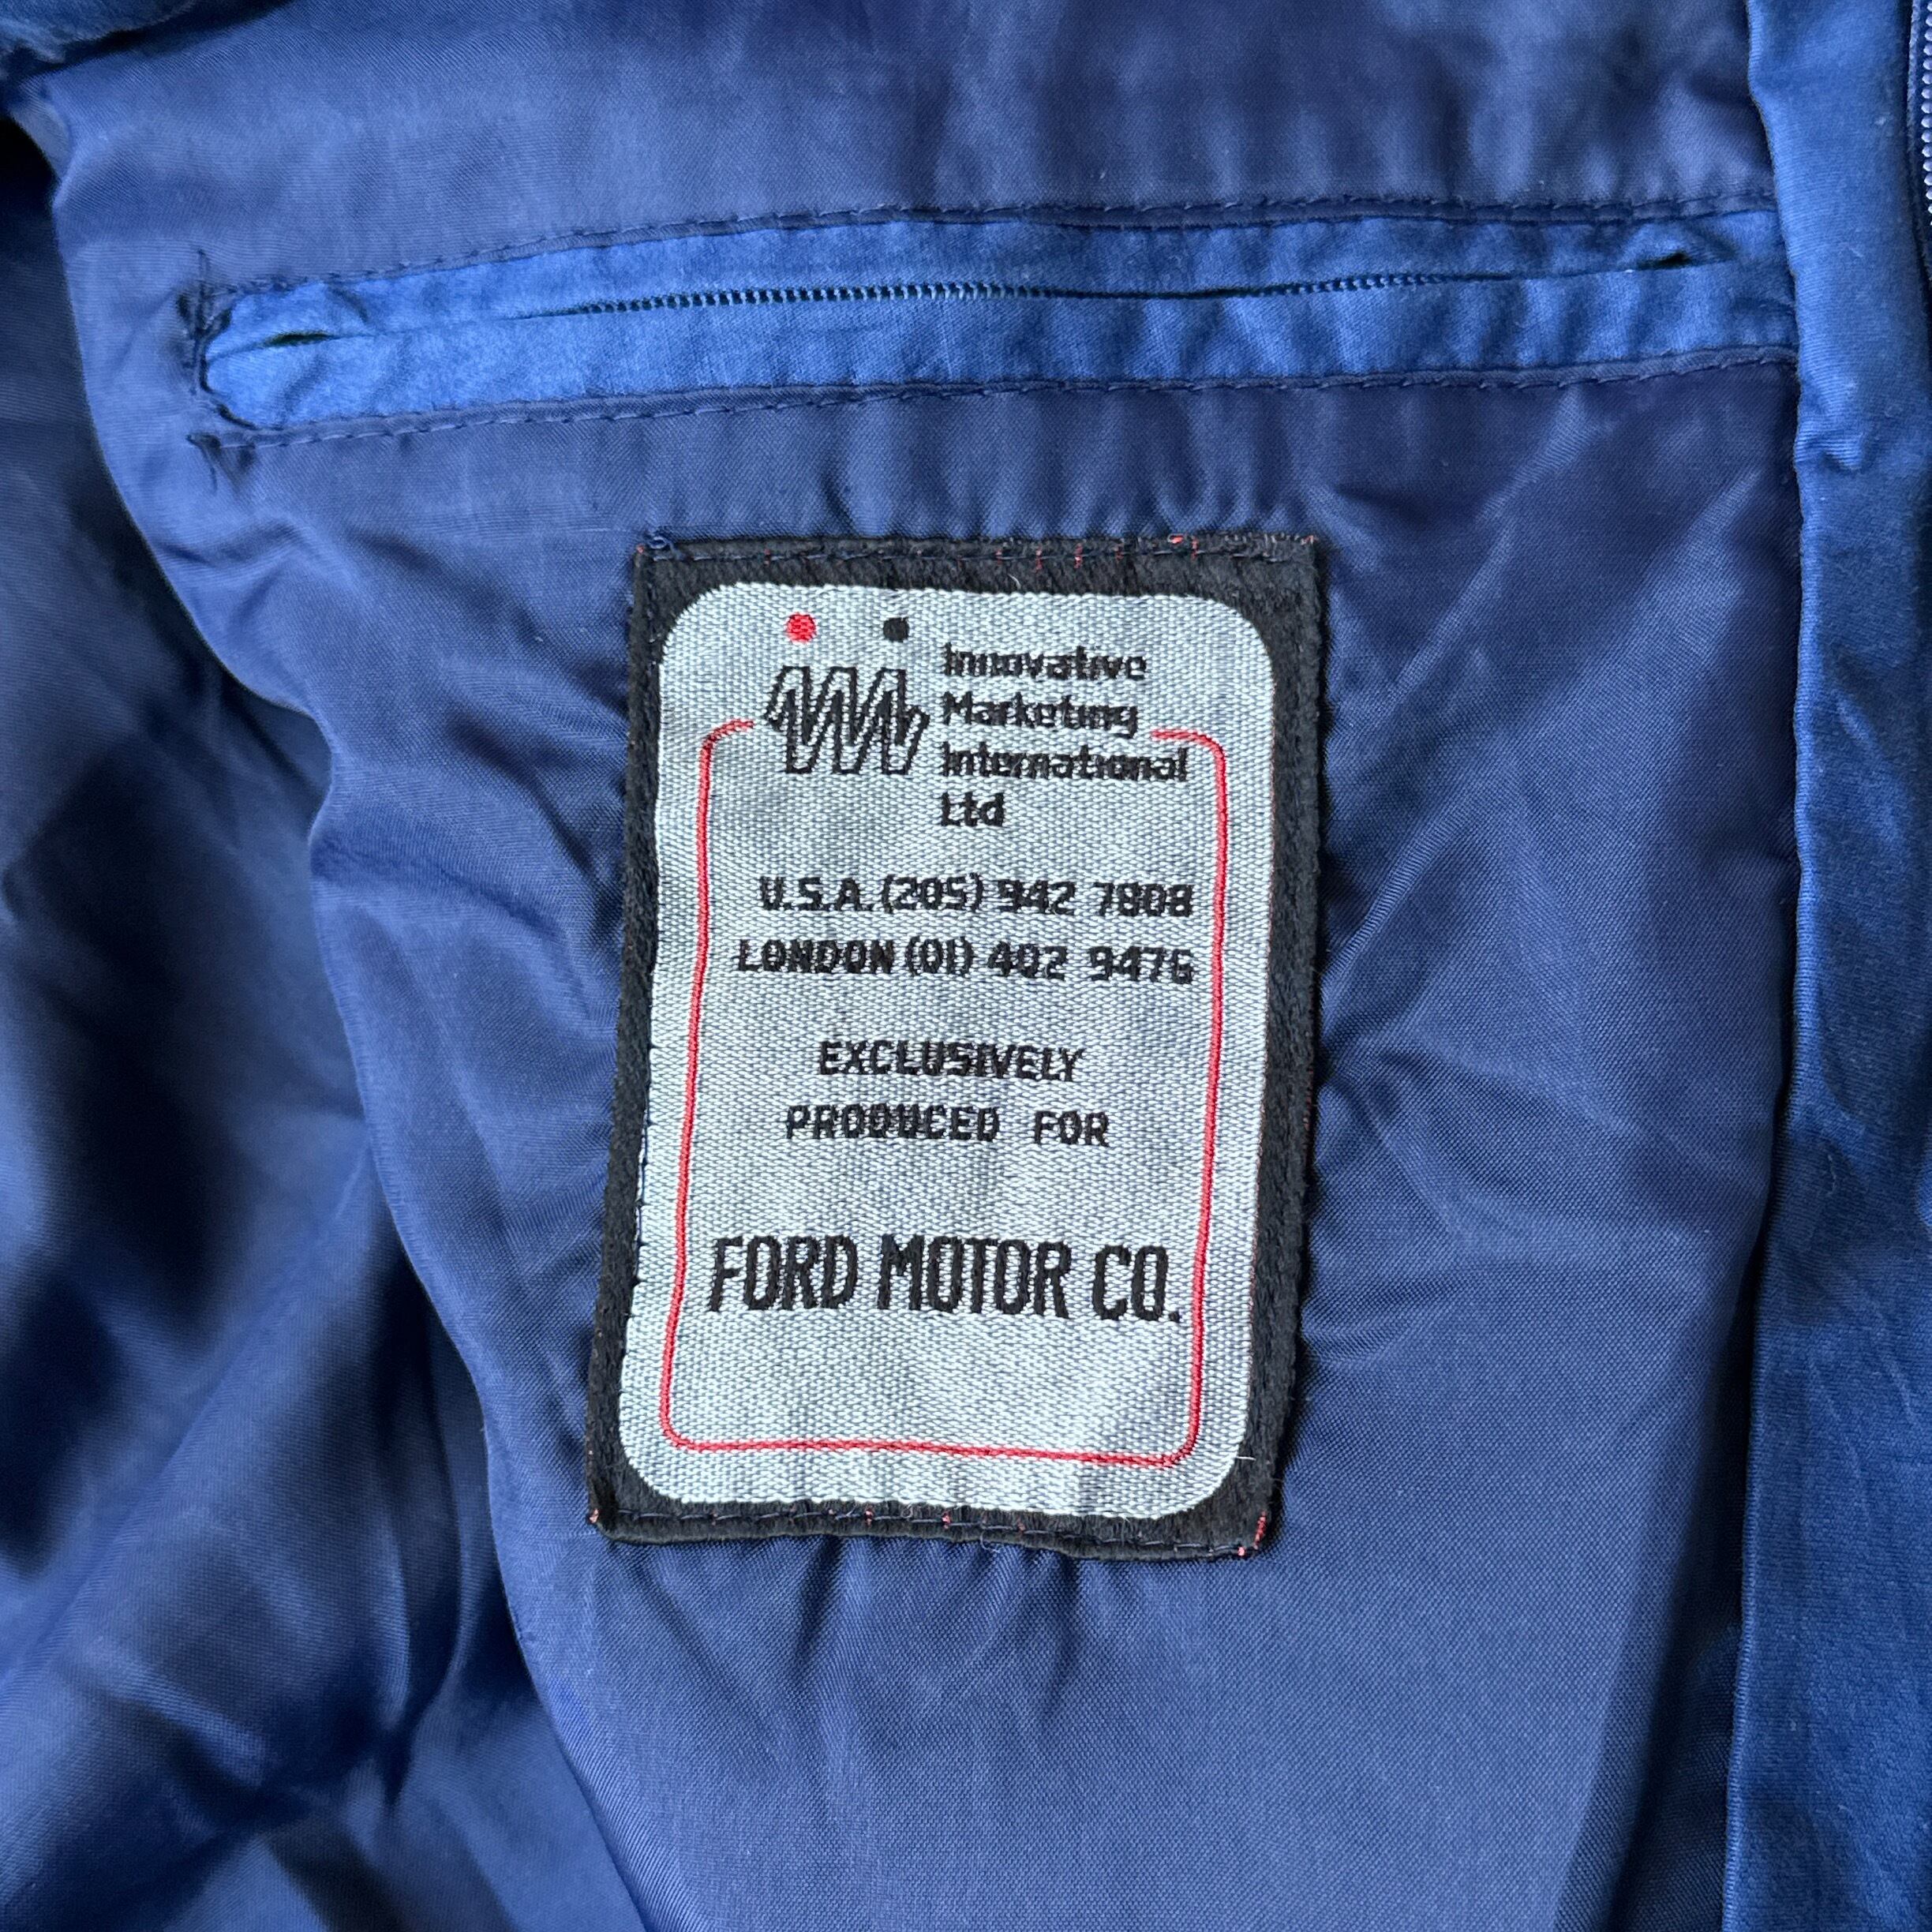 Innovative
Marketing
International
Ltd
U.S.A. (205) 942 7808
LONDON (01) 402 9476
EXCLUSIVELY
PRODUCED FOR
FORD MOTOR CO.